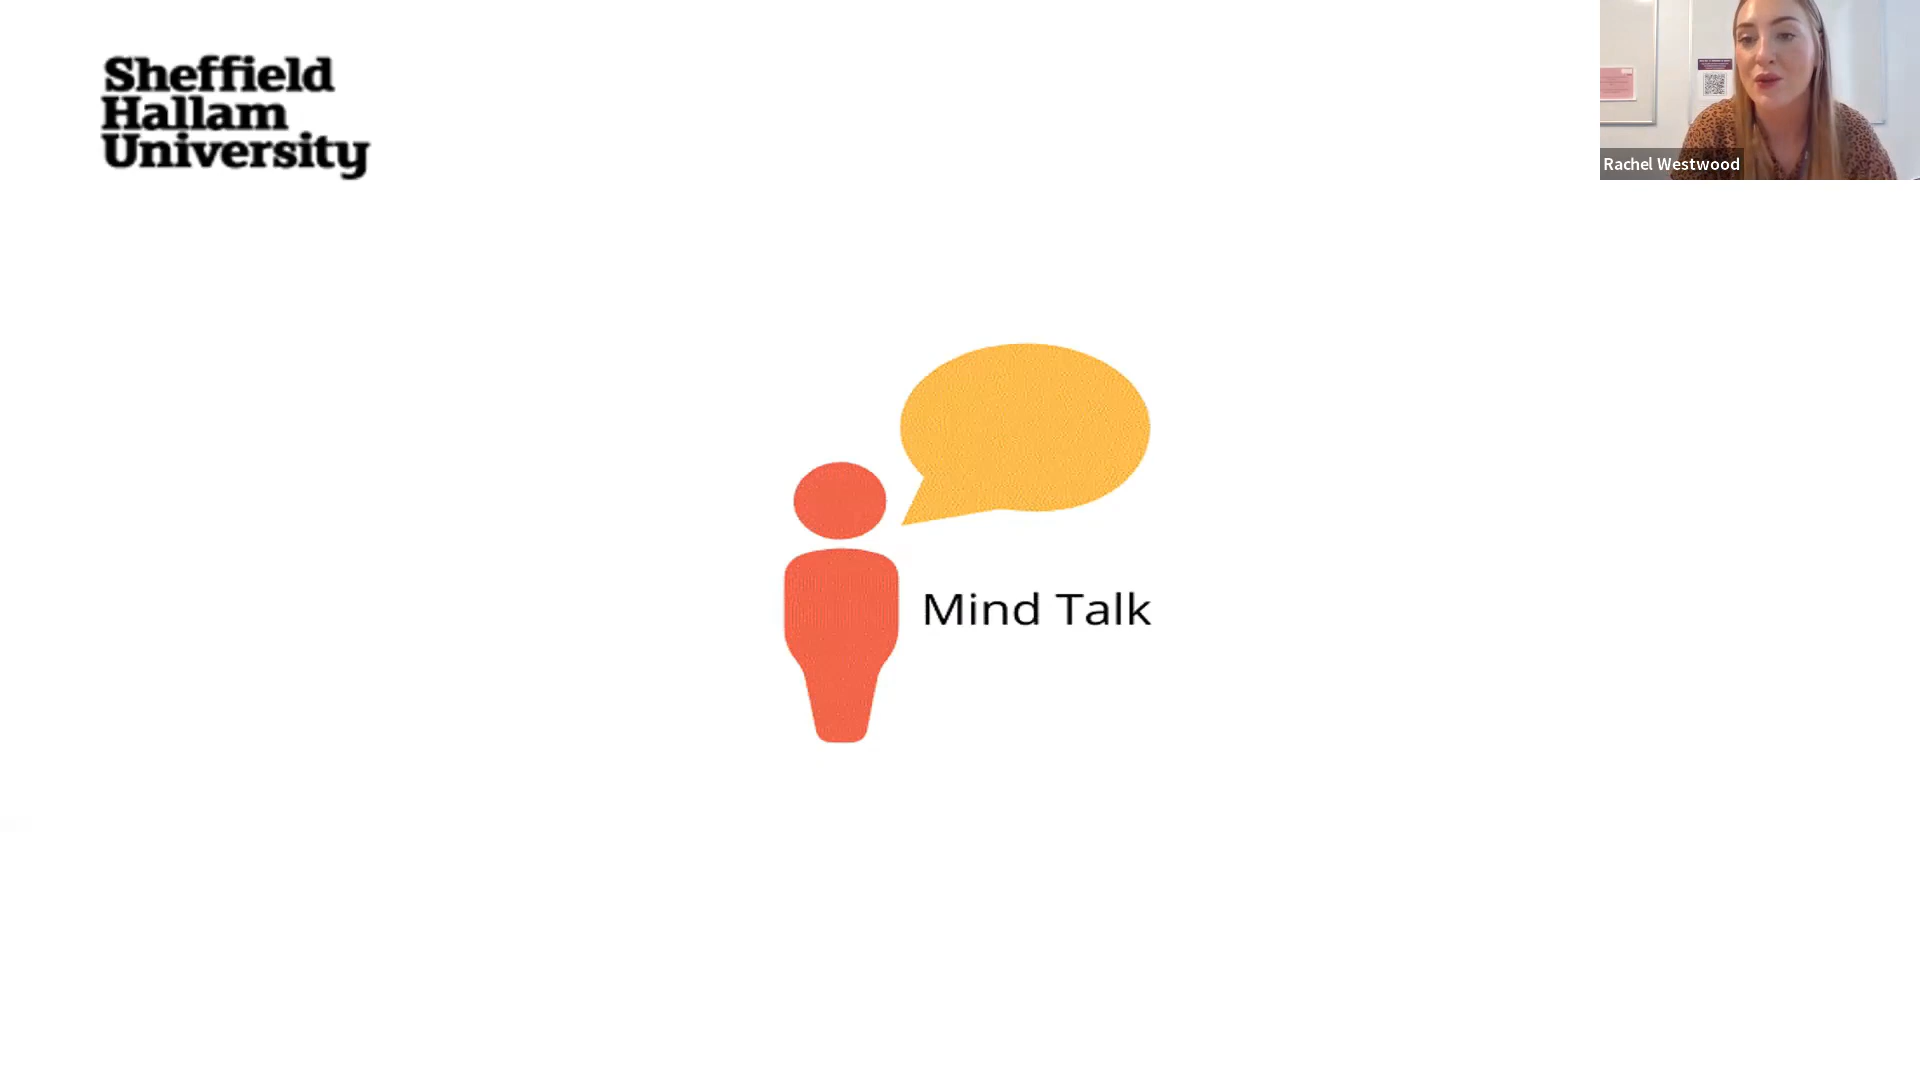 Sheffield
Hallam
University
Rachel Westwood
Mind Talk